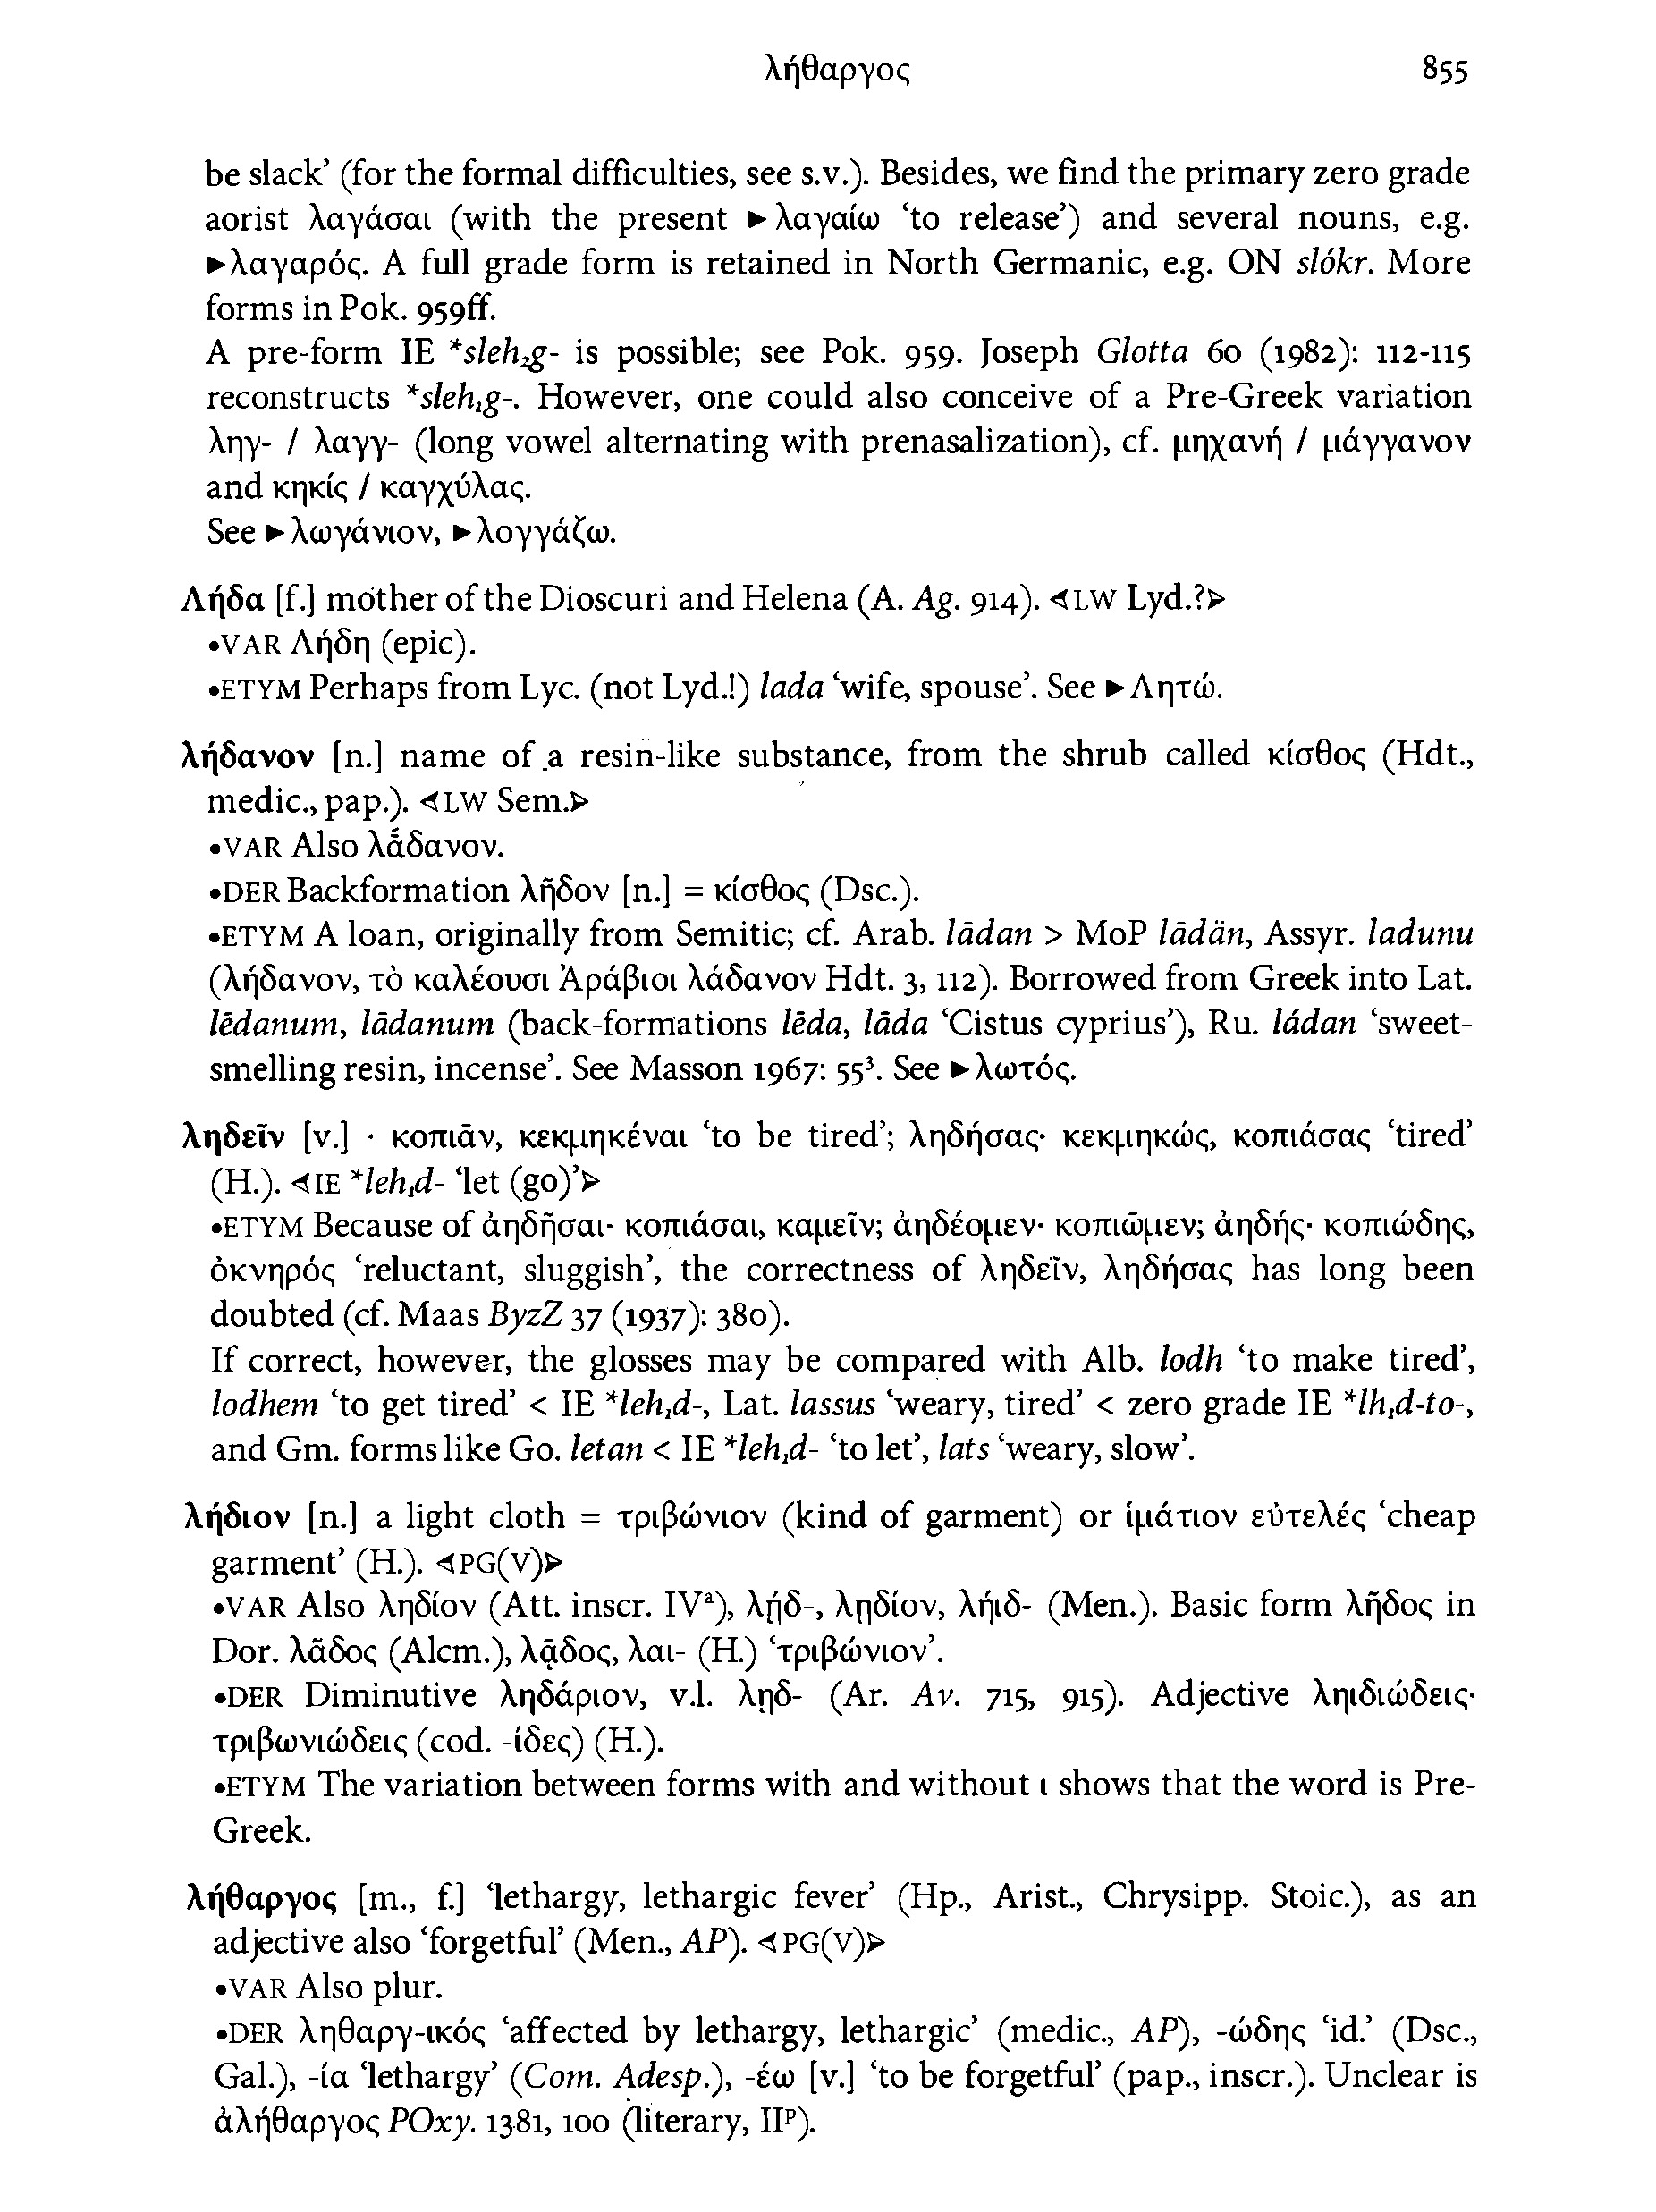 λήθαργος 855
be slack’ (for the formal difficulties, see s.v.). Besides, we find the primary zero grade
aorist λαγάσαι (with the present ►λαγαίω ‘to release’) and several nouns, e.g.
►λαγαρός. A full grade form is retained in North Germanic, e.g. ON slókr. More
forms in Pok. 959ff.
A pre-form IE *sleh₂g- is possible; see Pok. 959. Joseph Glotta 60 (1982): 112-115
reconstructs *sleh₁g-. However, one could also conceive of a Pre-Greek variation
ληγ- / λαγγ- (long vowel alternating with prenasalization), cf. μηχανή / μάγγανον
and κηκίς / καγχύλας.
See ►λωγάνιον, ►λογγάζω.
Λήδα [f.] mother of the Dioscuri and Helena (A. Ag. 914). ⋖LW Lyd.?⋗
•VAR Λήδη (epic).
•ETYM Perhaps from Lyc. (not Lyd.!) lada ‘wife, spouse’. See ►Λητώ.
λήδανον [n.] name of a resin-like substance, from the shrub called κίσθος (Hdt.,
medic., pap.). ⋖LW Sem.⋗
•VAR Also λᾱ́δανον.
•DER Backformation λῆδον [n.] = κίσθος (Dsc.).
•ETYM A loan, originally from Semitic; cf. Arab. lādan > MoP lādän, Assyr. ladunu
(λήδανον, τὸ καλέουσι Ἀράβιοι λάδανον Hdt. 3, 112). Borrowed from Greek into Lat.
lēdanum, lādanum (back-formations lēda, lāda ‘Cistus cyprius’), Ru. ládan ‘sweet-
smelling resin, incense’. See Masson 1967: 55³. See ►λωτός.
ληδεῖν [v.] · κοπιᾶν, κεκμηκέναι ‘to be tired’; ληδήσας· κεκμηκώς, κοπιάσας ‘tired’
(H.). ⋖IE *leh₁d- ‘let (go)’⋗
•ETYM Because of ἀηδῆσαι· κοπιάσαι, καμεῖν; ἀηδέομεν· κοπιῶμεν; ἀηδής· κοπιώδης,
ὀκνηρός ‘reluctant, sluggish’, the correctness of ληδεῖν, ληδήσας has long been
doubted (cf. Maas ByzZ 37 (1937): 380).
If correct, however, the glosses may be compared with Alb. lodh ‘to make tired’,
lodhem ‘to get tired’ < IE *leh₁d-, Lat. lassus ‘weary, tired’ < zero grade IE *lh₁d-to-,
and Gm. forms like Go. letan < IE *leh₁d- ‘to let’, lats ‘weary, slow’.
λήδιον [n.] a light cloth = τριβώνιον (kind of garment) or ἱμάτιον εὐτελές ‘cheap
garment’ (H.). ⋖PG(V)⋗
•VAR Also ληδίον (Att. inscr. IVᵃ), λῄδ-, λῃδίον, λήιδ- (Men.). Basic form λῆδος in
Dor. λᾶδος (Alcm.), λᾷδος, λαι- (H.) ‘τριβώνιον’.
•DER Diminutive ληδάριον, v.l. λῃδ- (Ar. Av. 715, 915). Adjective ληιδιώδεις·
τριβωνιώδεις (cod. -ίδες) (H.).
•ETYM The variation between forms with and without ι shows that the word is Pre-
Greek.
λήθαργος [m., f.] ‘lethargy, lethargic fever’ (Hp., Arist., Chrysipp. Stoic.), as an
adjective also ‘forgetful’ (Men., AP). ⋖PG(V)⋗
•VAR Also plur.
•DER ληθαργ-ικός ‘affected by lethargy, lethargic’ (medic., AP), -ώδης ‘id.’ (Dsc.,
Gal.), -ία ‘lethargy’ (Com. Adesp.), -έω [v.] ‘to be forgetful’ (pap., inscr.). Unclear is
ἀλήθαργος POxy. 1381, 100 (literary, IIᵖ).